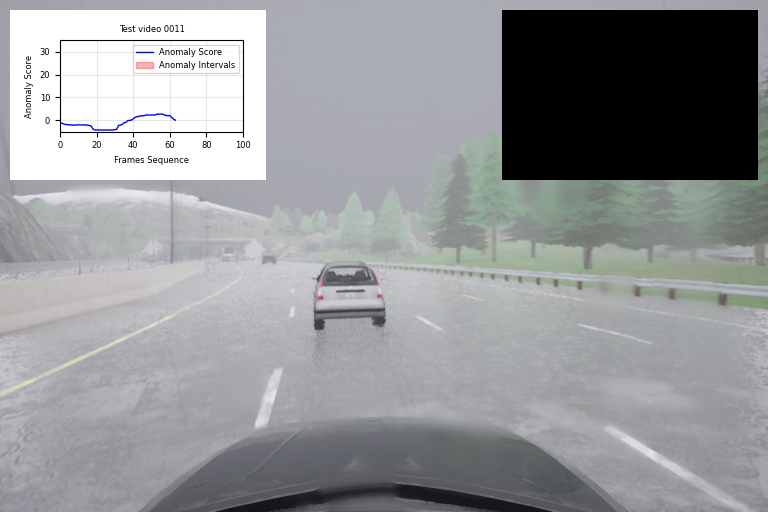 Test video 0011
Anomaly Score
Anomaly Intervals
Anomaly Score
30
20
10
0
0 20 40 60 80 100
Frames Sequence